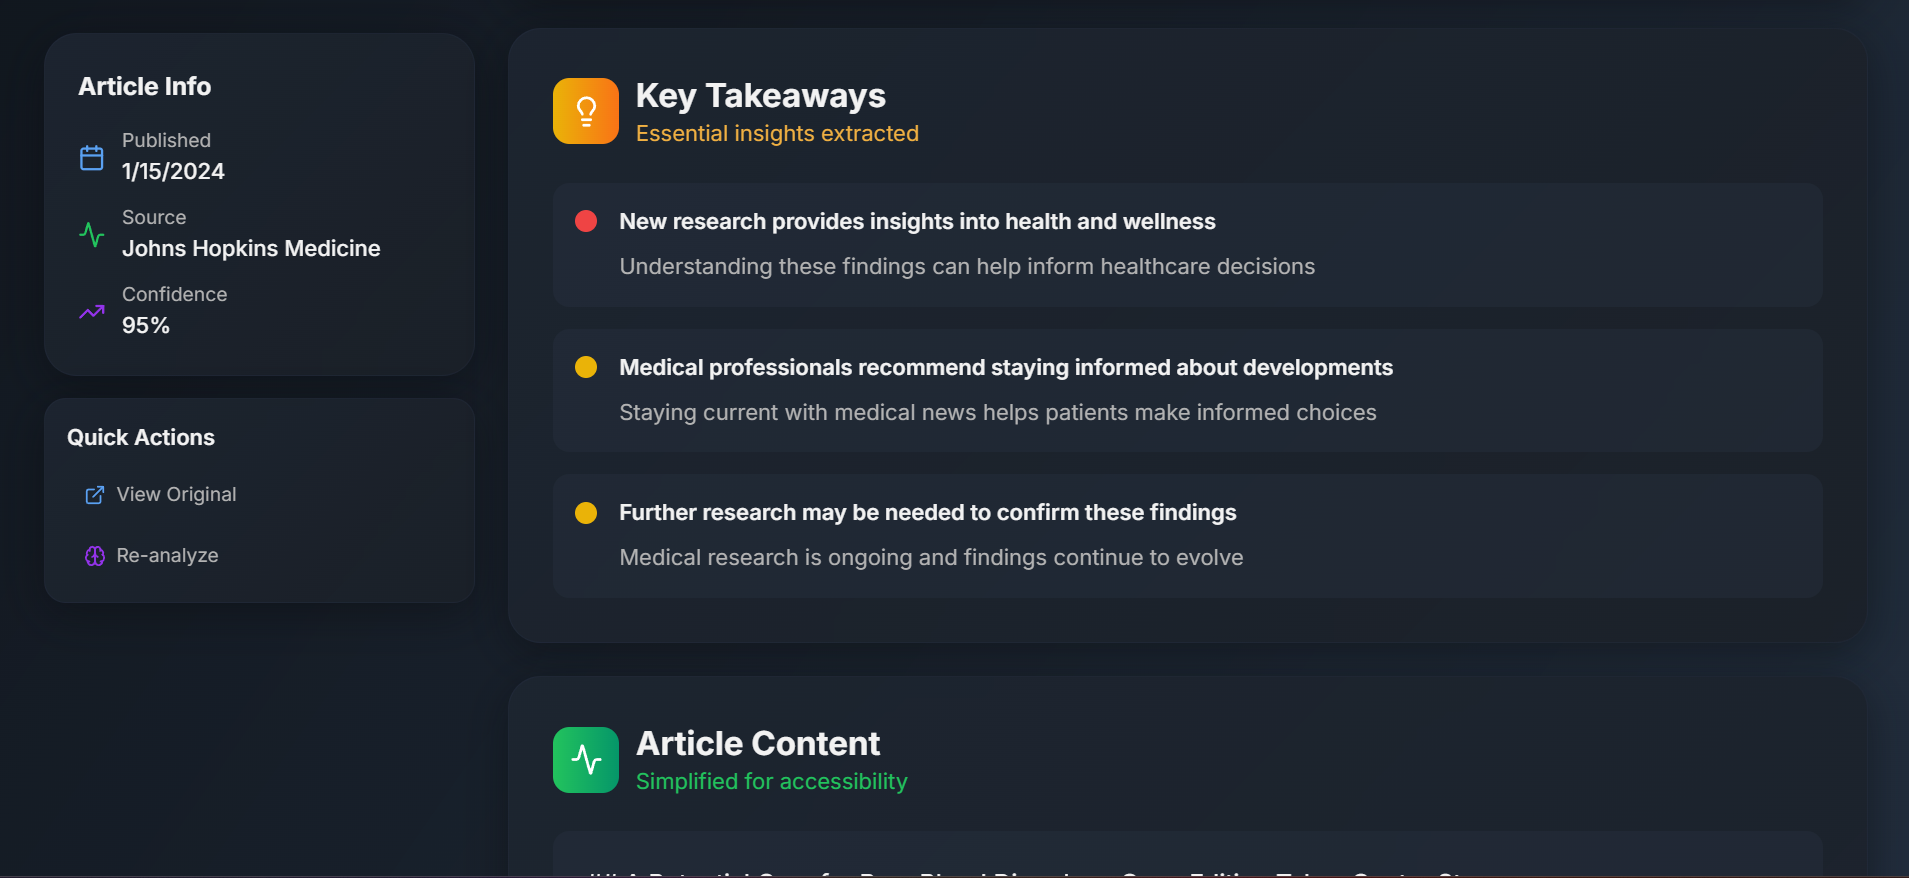 Article Info
Published
1/15/2024
Source
Johns Hopkins Medicine
Confidence
95%
Quick Actions
View Original
Re-analyze
Key Takeaways
Essential insights extracted
New research provides insights into health and wellness
Understanding these findings can help inform healthcare decisions
Medical professionals recommend staying informed about developments
Staying current with medical news helps patients make informed choices
Further research may be needed to confirm these findings
Medical research is ongoing and findings continue to evolve
Article Content
Simplified for accessibility